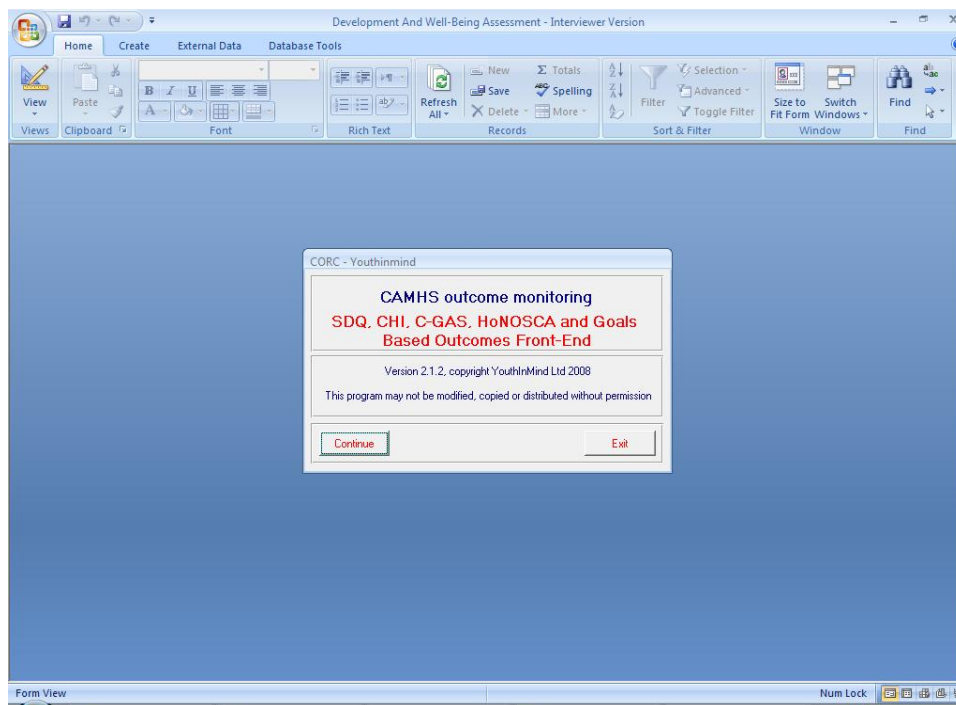 Development And Well-Being Assessment - Interviewer Version
Home Create External Data Database Tools
View
Paste
B I U
A
ab
Refresh All
New
Save
Delete
Σ Totals
Spelling
More
Filter
Selection
Advanced
Toggle Filter
Size to Fit Form
Switch Windows
Find
Views Clipboard Font Rich Text Records Sort & Filter Window Find
CORC - Youthinmind
CAMHS outcome monitoring
SDQ, CHI, C-GAS, HoNOSCA and Goals
Based Outcomes Front-End
Version 2.1.2, copyright YouthInMind Ltd 2008
This program may not be modified, copied or distributed without permission
Continue Exit
Form View Num Lock